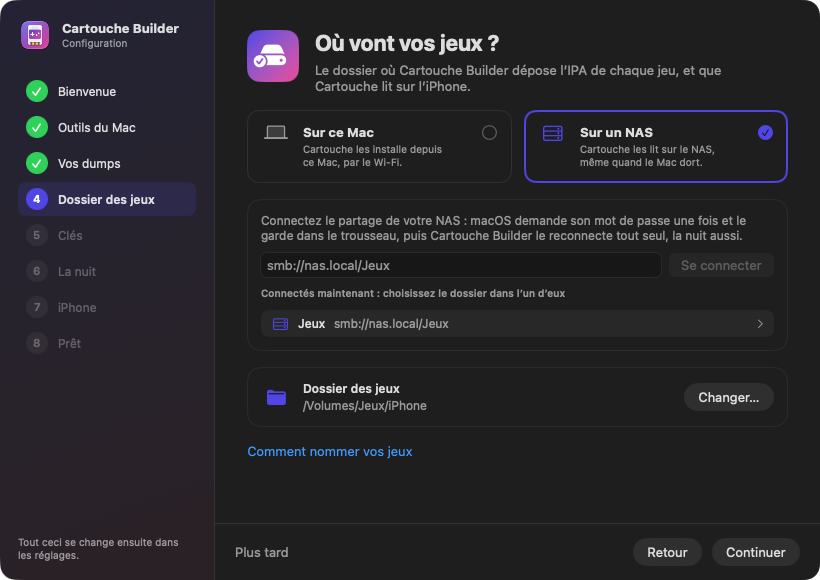 Cartouche Builder
Configuration
Bienvenue
Outils du Mac
Vos dumps
4 Dossier des jeux
5 Clés
6 La nuit
7 iPhone
8 Prêt
Tout ceci se change ensuite dans
les réglages.
Où vont vos jeux ?
Le dossier où Cartouche Builder dépose l’IPA de chaque jeu, et que
Cartouche lit sur l’iPhone.
Sur ce Mac
Cartouche les installe depuis
ce Mac, par le Wi-Fi.
Sur un NAS
Cartouche les lit sur le NAS,
même quand le Mac dort.
Connectez le partage de votre NAS : macOS demande son mot de passe une fois et le
garde dans le trousseau, puis Cartouche Builder le reconnecte tout seul, la nuit aussi.
smb://nas.local/Jeux
Se connecter
Connectés maintenant : choisissez le dossier dans l’un d’eux
Jeux smb://nas.local/Jeux
Dossier des jeux
/Volumes/Jeux/iPhone
Changer...
Comment nommer vos jeux
Plus tard
Retour
Continuer